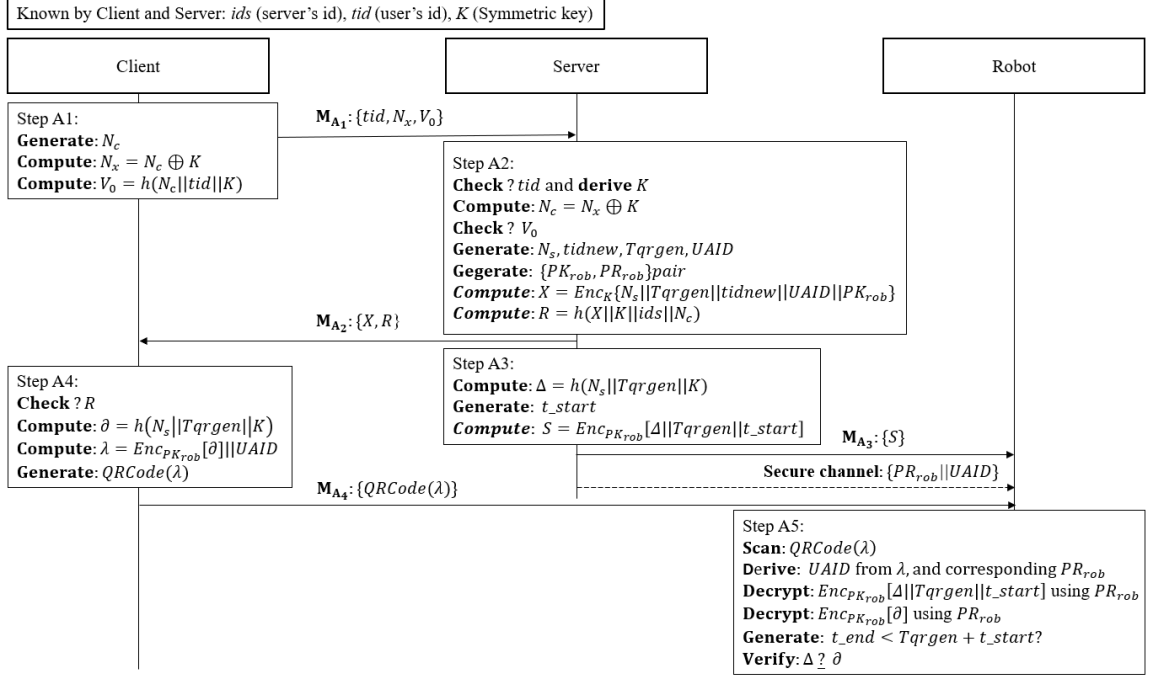 Known by Client and Server: ids (server’s id), tid (user’s id), K (Symmetric key)
Client
Server
Robot
Step A1:
Generate: N_c
Compute: N_x = N_c ⊕ K
Compute: V_0 = h(N_c||tid||K)
M_A1: {tid, N_x, V_0}
Step A2:
Check ? tid and derive K
Compute: N_c = N_x ⊕ K
Check ? V_0
Generate: N_s, tidnew, Tqrgen, UAID
Gegerate: {PK_rob, PR_rob}pair
Compute: X = Enc_K{N_s||Tqrgen||tidnew||UAID||PK_rob}
Compute: R = h(X||K||ids||N_c)
M_A2: {X, R}
Step A3:
Compute: Δ = h(N_s||Tqrgen||K)
Generate: t_start
Compute: S = Enc_PK_rob[Δ||Tqrgen||t_start]
Step A4:
Check ? R
Compute: ∂ = h(N_s||Tqrgen||K)
Compute: λ = Enc_PK_rob[∂]||UAID
Generate: QRCode(λ)
M_A3: {S}
Secure channel: {PR_rob||UAID}
M_A4: {QRCode(λ)}
Step A5:
Scan: QRCode(λ)
Derive: UAID from λ, and corresponding PR_rob
Decrypt: Enc_PK_rob[Δ||Tqrgen||t_start] using PR_rob
Decrypt: Enc_PK_rob[∂] using PR_rob
Generate: t_end < Tqrgen + t_start?
Verify: Δ ? ∂